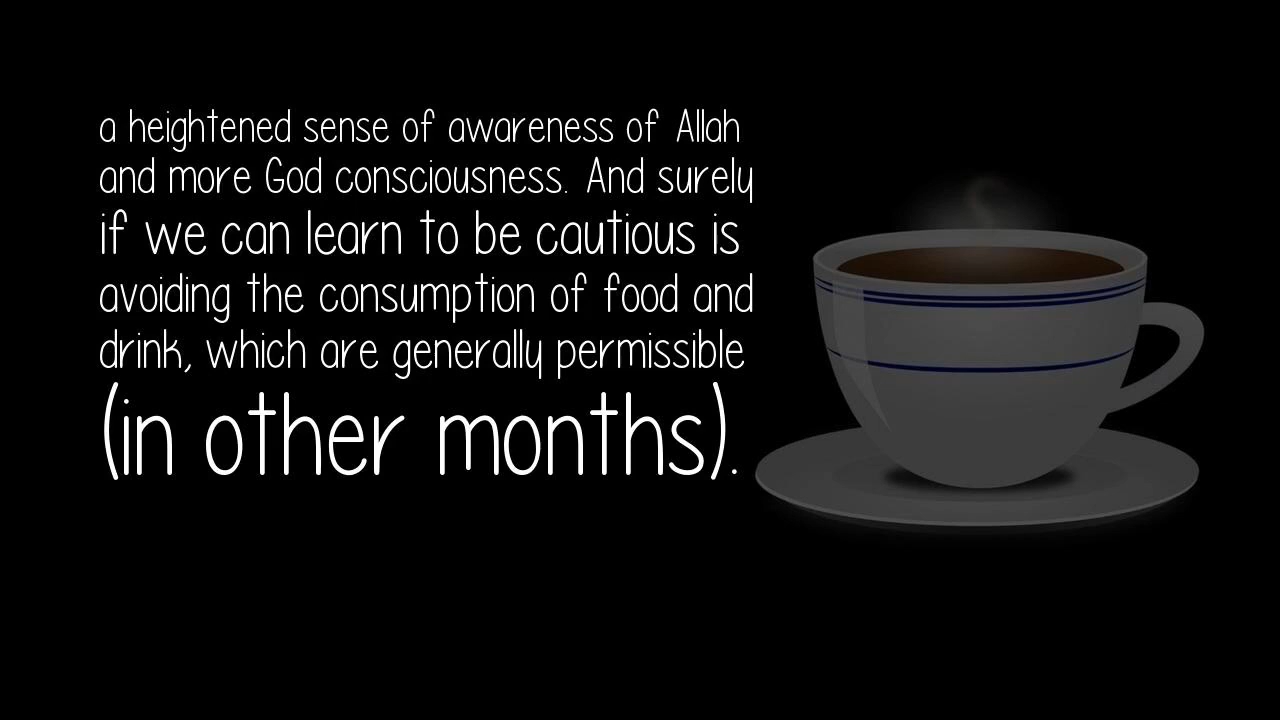 a heightened sense of awareness of Allah
and more God consciousness. And surely
if we can learn to be cautious is
avoiding the consumption of food and
drink, which are generally permissible
(in other months).